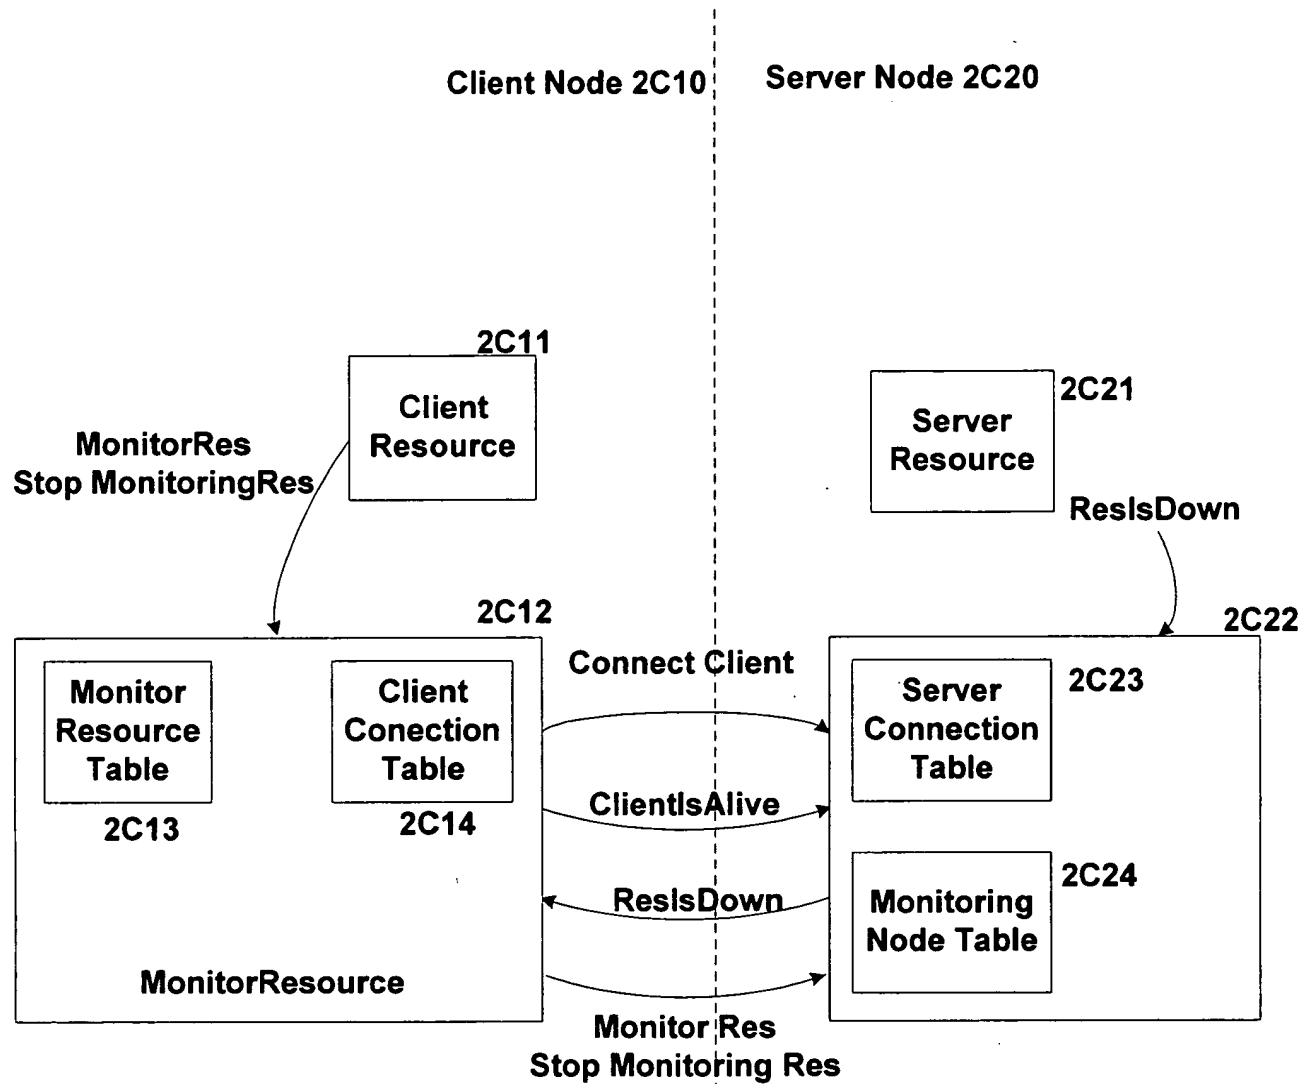 Client Node 2C10
Server Node 2C20
2C11
Client
Resource
MonitorRes
Stop MonitoringRes
2C21
Server
Resource
ResIsDown
2C12
2C22
Monitor
Resource
Table
2C13
Client
Conection
Table
2C14
MonitorResource
Connect Client
ClientIsAlive
ResIsDown
Monitor Res
Stop Monitoring Res
Server
Connection
Table
2C23
Monitoring
Node Table
2C24